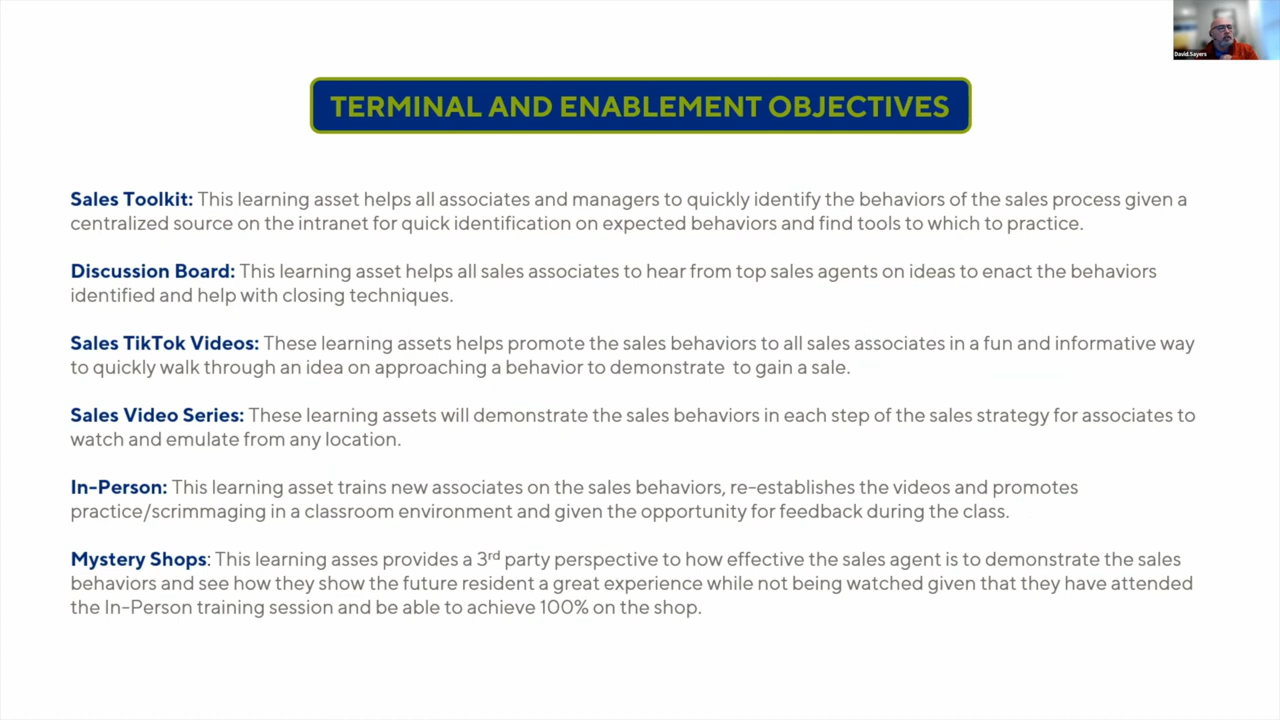 David.Sayers
TERMINAL AND ENABLEMENT OBJECTIVES
Sales Toolkit: This learning asset helps all associates and managers to quickly identify the behaviors of the sales process given a
centralized source on the intranet for quick identification on expected behaviors and find tools to which to practice.
Discussion Board: This learning asset helps all sales associates to hear from top sales agents on ideas to enact the behaviors
identified and help with closing techniques.
Sales TikTok Videos: These learning assets helps promote the sales behaviors to all sales associates in a fun and informative way
to quickly walk through an idea on approaching a behavior to demonstrate  to gain a sale.
Sales Video Series: These learning assets will demonstrate the sales behaviors in each step of the sales strategy for associates to
watch and emulate from any location.
In-Person: This learning asset trains new associates on the sales behaviors, re-establishes the videos and promotes
practice/scrimmaging in a classroom environment and given the opportunity for feedback during the class.
Mystery Shops: This learning asses provides a 3rd party perspective to how effective the sales agent is to demonstrate the sales
behaviors and see how they show the future resident a great experience while not being watched given that they have attended
the In-Person training session and be able to achieve 100% on the shop.